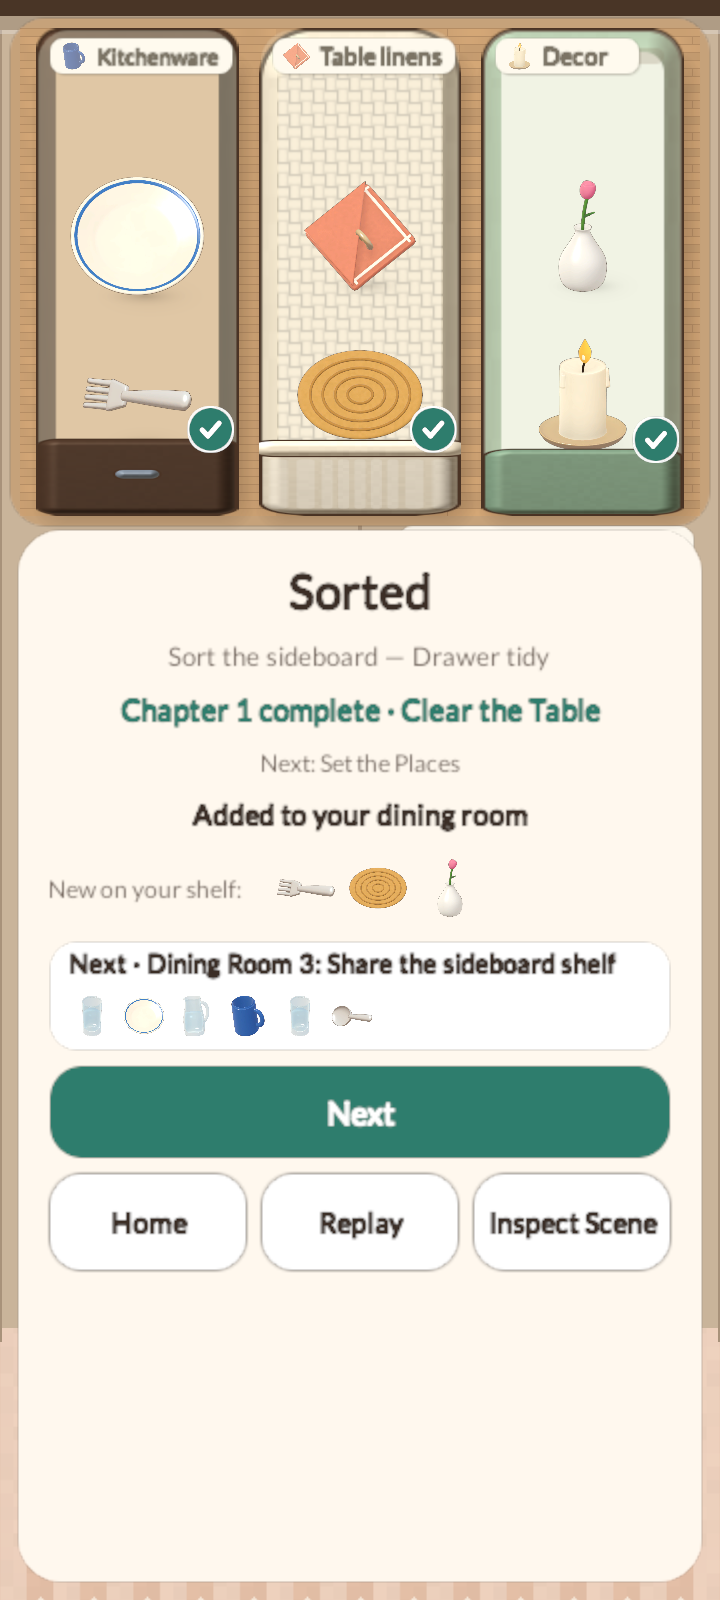 Kitchenware
Table linens
Decor
Sorted
Sort the sideboard — Drawer tidy
Chapter 1 complete · Clear the Table
Next: Set the Places
Added to your dining room
New on your shelf:
Next · Dining Room 3: Share the sideboard shelf
Next
Home
Replay
Inspect Scene